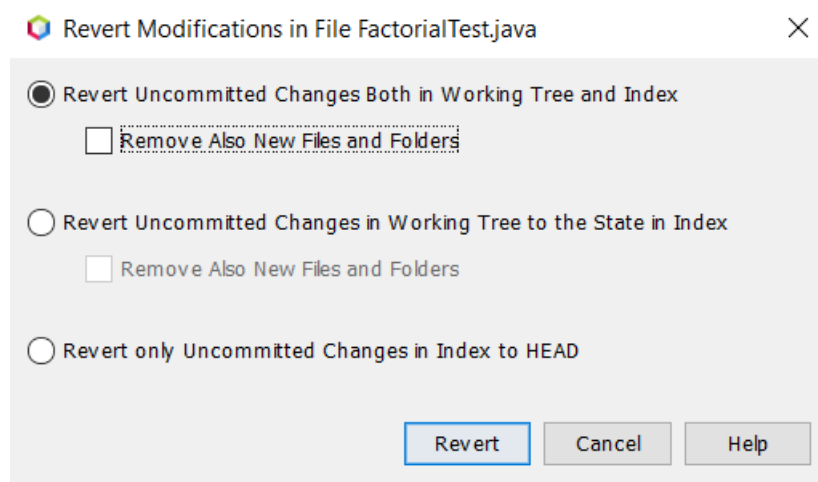 Revert Modifications in File FactorialTest.java
Revert Uncommitted Changes Both in Working Tree and Index
Remove Also New Files and Folders
Revert Uncommitted Changes in Working Tree to the State in Index
Remove Also New Files and Folders
Revert only Uncommitted Changes in Index to HEAD
Revert Cancel Help